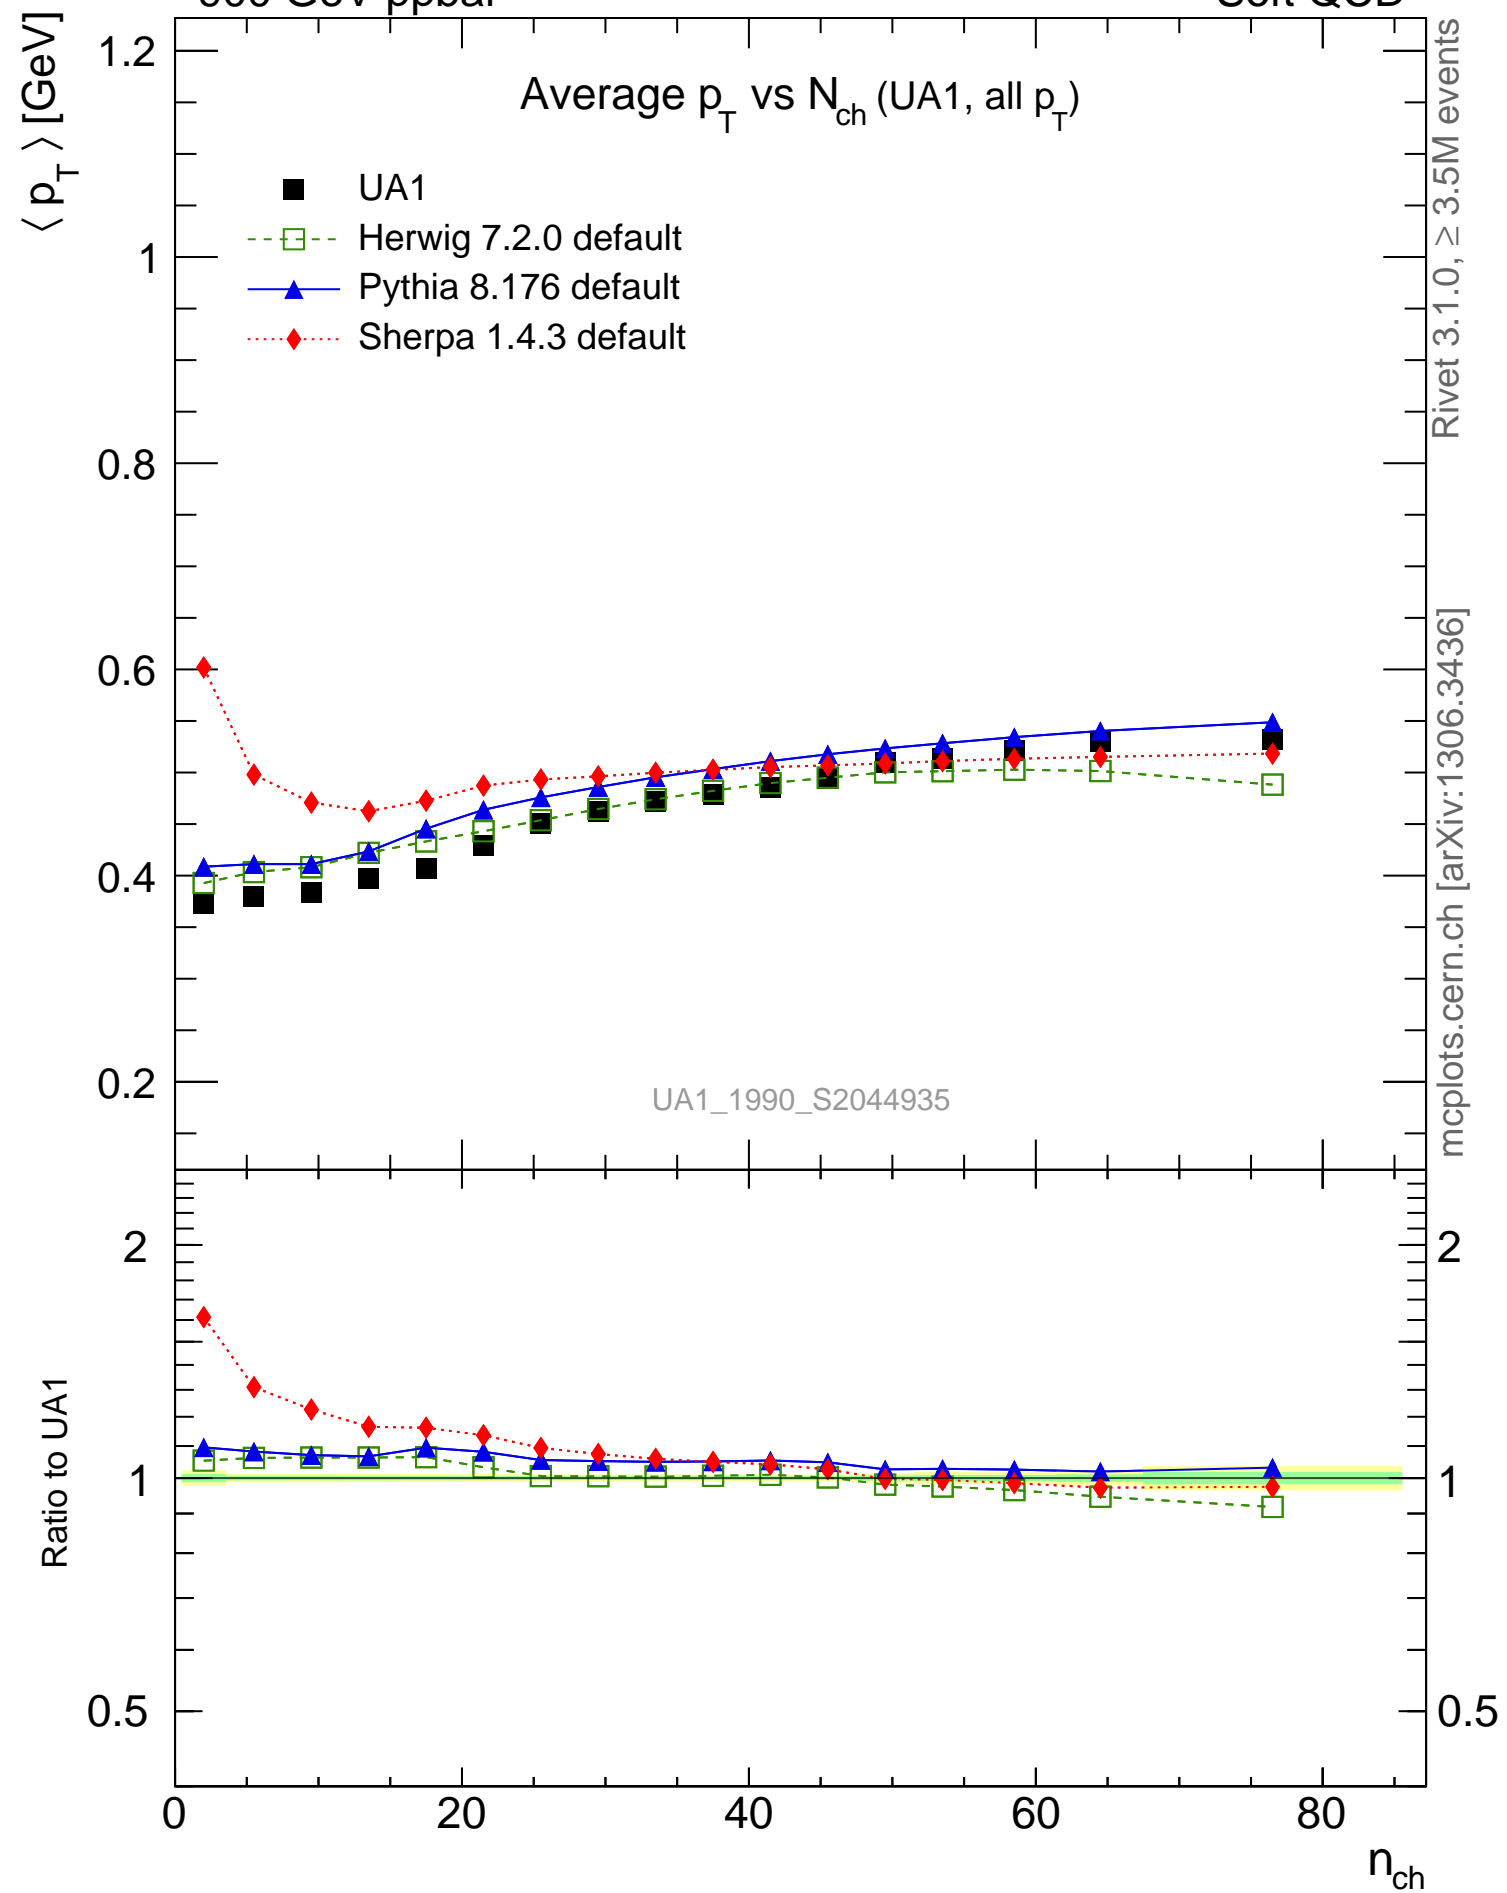 ⟨ p_T ⟩ [GeV]
Average p_T vs N_ch (UA1, all p_T)
UA1
Herwig 7.2.0 default
Pythia 8.176 default
Sherpa 1.4.3 default
1.2
1
0.8
0.6
0.4
0.2
UA1_1990_S2044935
Rivet 3.1.0, ≥ 3.5M events
mcplots.cern.ch [arXiv:1306.3436]
Ratio to UA1
2
1
0.5
2
1
0.5
0
20
40
60
80
n_ch